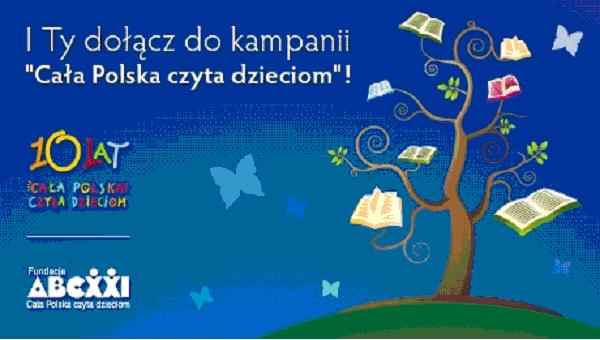 I Ty dołącz do kampanii
"Cała Polska czyta dzieciom"!
10 LAT
CAŁA POLSKA
CZYTA DZIECIOM
Fundacja
ABCXXI
Cała Polska czyta dzieciom